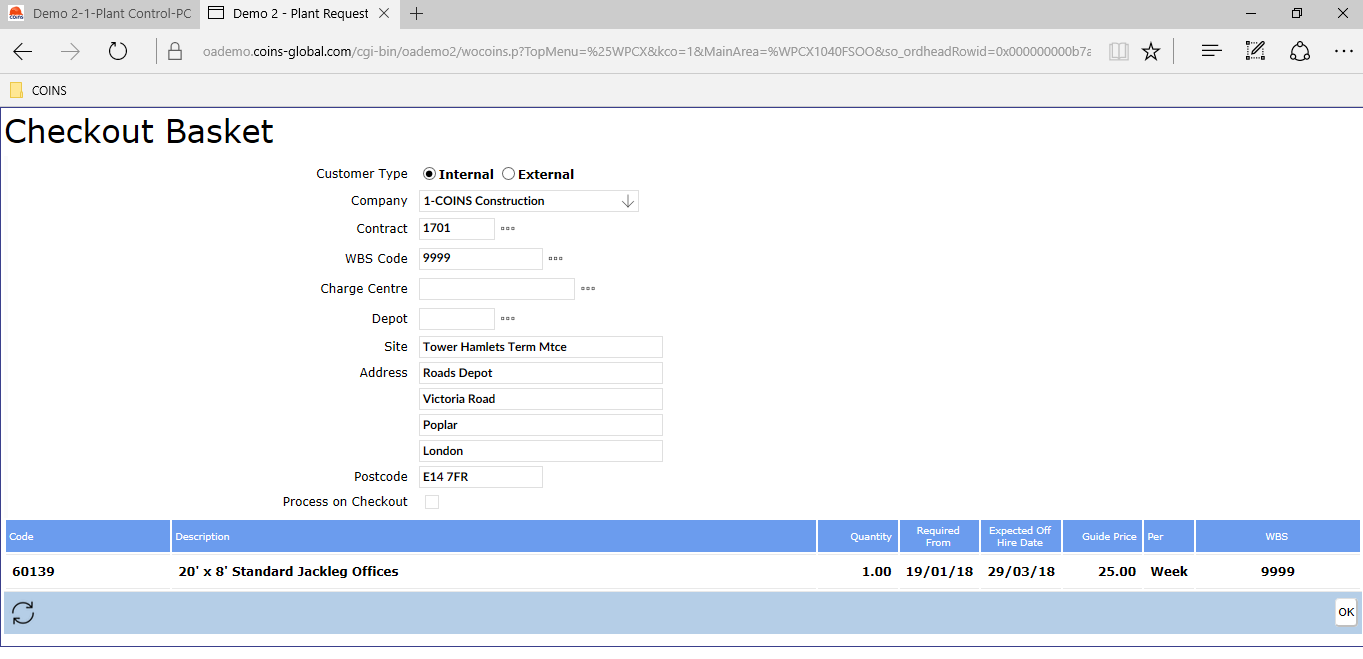 Demo 2-1-Plant Control-PC
Demo 2 - Plant Request
oademo.coins-global.com/cgi-bin/oademo2/wocoins.p?TopMenu=%25WPCX&kco=1&MainArea=%WPCX1040FSOO&so_ordheadRowid=0x000000000b7a
COINS
Checkout Basket
Customer Type Internal External
Company 1-COINS Construction
Contract 1701
WBS Code 9999
Charge Centre
Depot
Site Tower Hamlets Term Mtce
Address Roads Depot
Victoria Road
Poplar
London
Postcode E14 7FR
Process on Checkout
Code Description Quantity Required From Expected Off Hire Date Guide Price Per WBS
60139 20' x 8' Standard Jackleg Offices 1.00 19/01/18 29/03/18 25.00 Week 9999
OK